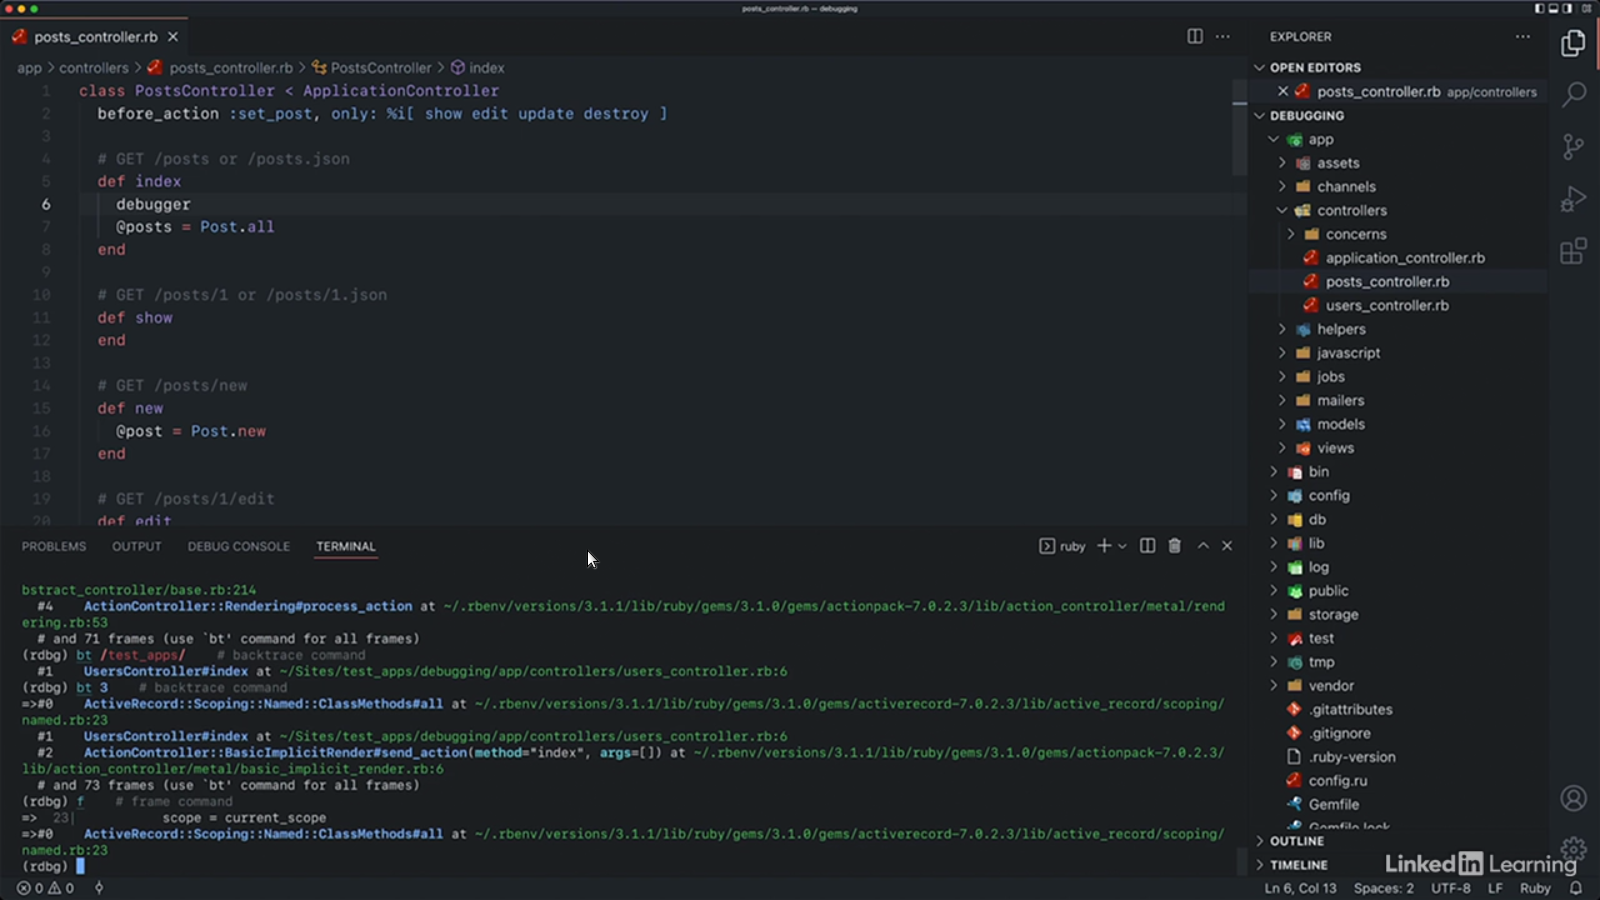 posts_controller.rb — debugging
posts_controller.rb
app > controllers > posts_controller.rb > PostsController > index
1 class PostsController < ApplicationController
2 before_action :set_post, only: %i[ show edit update destroy ]
3
4 # GET /posts or /posts.json
5 def index
6 debugger
7 @posts = Post.all
8 end
9
10 # GET /posts/1 or /posts/1.json
11 def show
12 end
13
14 # GET /posts/new
15 def new
16 @post = Post.new
17 end
18
19 # GET /posts/1/edit
20 def edit
PROBLEMS OUTPUT DEBUG CONSOLE TERMINAL
ruby
bstract_controller/base.rb:214
#4 ActionController::Rendering#process_action at ~/.rbenv/versions/3.1.1/lib/ruby/gems/3.1.0/gems/actionpack-7.0.2.3/lib/action_controller/metal/rend
ering.rb:53
# and 71 frames (use `bt' command for all frames)
(rdbg) bt /test_apps/ # backtrace command
#1 UsersController#index at ~/Sites/test_apps/debugging/app/controllers/users_controller.rb:6
(rdbg) bt 3 # backtrace command
=>#0 ActiveRecord::Scoping::Named::ClassMethods#all at ~/.rbenv/versions/3.1.1/lib/ruby/gems/3.1.0/gems/activerecord-7.0.2.3/lib/active_record/scoping/
named.rb:23
#1 UsersController#index at ~/Sites/test_apps/debugging/app/controllers/users_controller.rb:6
#2 ActionController::BasicImplicitRender#send_action(method="index", args=[]) at ~/.rbenv/versions/3.1.1/lib/ruby/gems/3.1.0/gems/actionpack-7.0.2.3/
lib/action_controller/metal/basic_implicit_render.rb:6
# and 73 frames (use `bt' command for all frames)
(rdbg) f # frame command
=> 23| scope = current_scope
=>#0 ActiveRecord::Scoping::Named::ClassMethods#all at ~/.rbenv/versions/3.1.1/lib/ruby/gems/3.1.0/gems/activerecord-7.0.2.3/lib/active_record/scoping/
named.rb:23
(rdbg)
EXPLORER
OPEN EDITORS
posts_controller.rb app/controllers
DEBUGGING
app
assets
channels
controllers
concerns
application_controller.rb
posts_controller.rb
users_controller.rb
helpers
javascript
jobs
mailers
models
views
bin
config
db
lib
log
public
storage
test
tmp
vendor
.gitattributes
.gitignore
.ruby-version
config.ru
Gemfile
Gemfile.lock
OUTLINE
TIMELINE
LinkedIn Learning
0 0
Ln 6, Col 13 Spaces: 2 UTF-8 LF Ruby